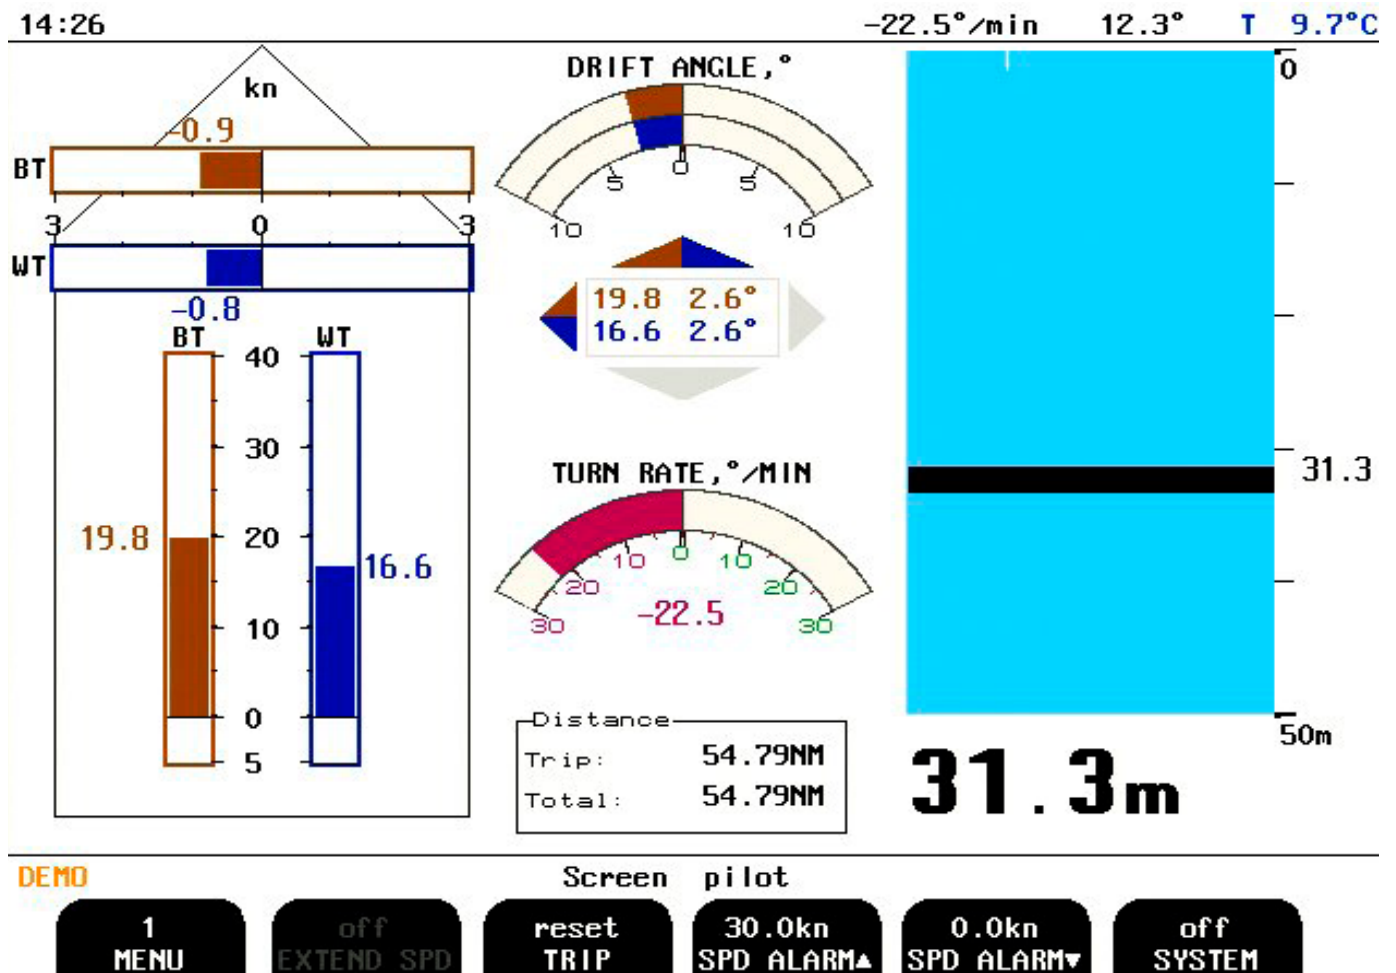 14:26 -22.5°/min 12.3° T 9.7°C
kn
-0.9
BT
3 0 3
WT
-0.8
BT WT
40
30
20
10
0
5
19.8
16.6
DRIFT ANGLE,°
10 5 0 5 10
19.8 2.6°
16.6 2.6°
TURN RATE,°/MIN
30 20 10 0 10 20 30
-22.5
Distance
Trip: 54.79NM
Total: 54.79NM
0
31.3
50m
31.3m
DEMO Screen pilot
1 off reset 30.0kn 0.0kn off
MENU EXTEND SPD TRIP SPD ALARM▲ SPD ALARM▼ SYSTEM